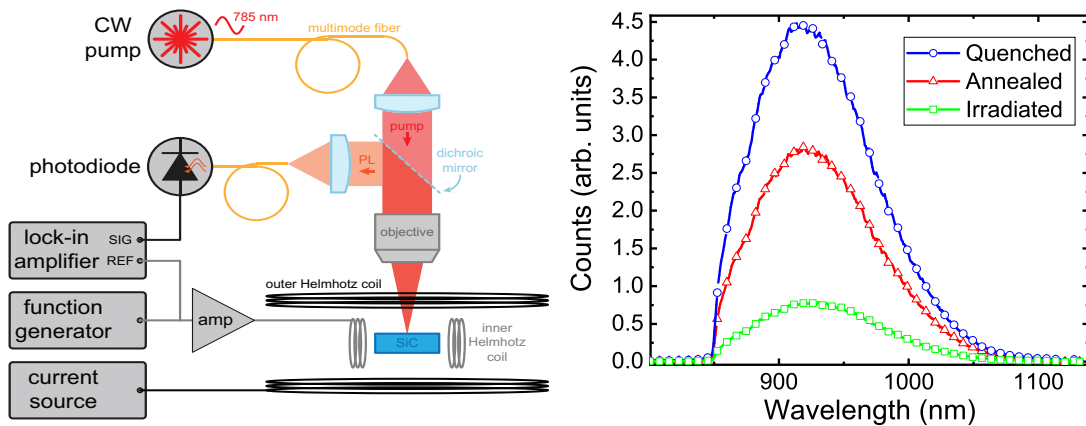 CW
pump
785 nm
multimode fiber
pump
PL
dichroic
mirror
photodiode
objective
lock-in
amplifier
SIG
REF
outer Helmhotz coil
function
generator
amp
SiC
inner
Helmhotz
coil
current
source
4.5
4.0
3.5
3.0
2.5
2.0
1.5
1.0
0.5
0.0
Counts (arb. units)
Quenched
Annealed
Irradiated
900
1000
1100
Wavelength (nm)